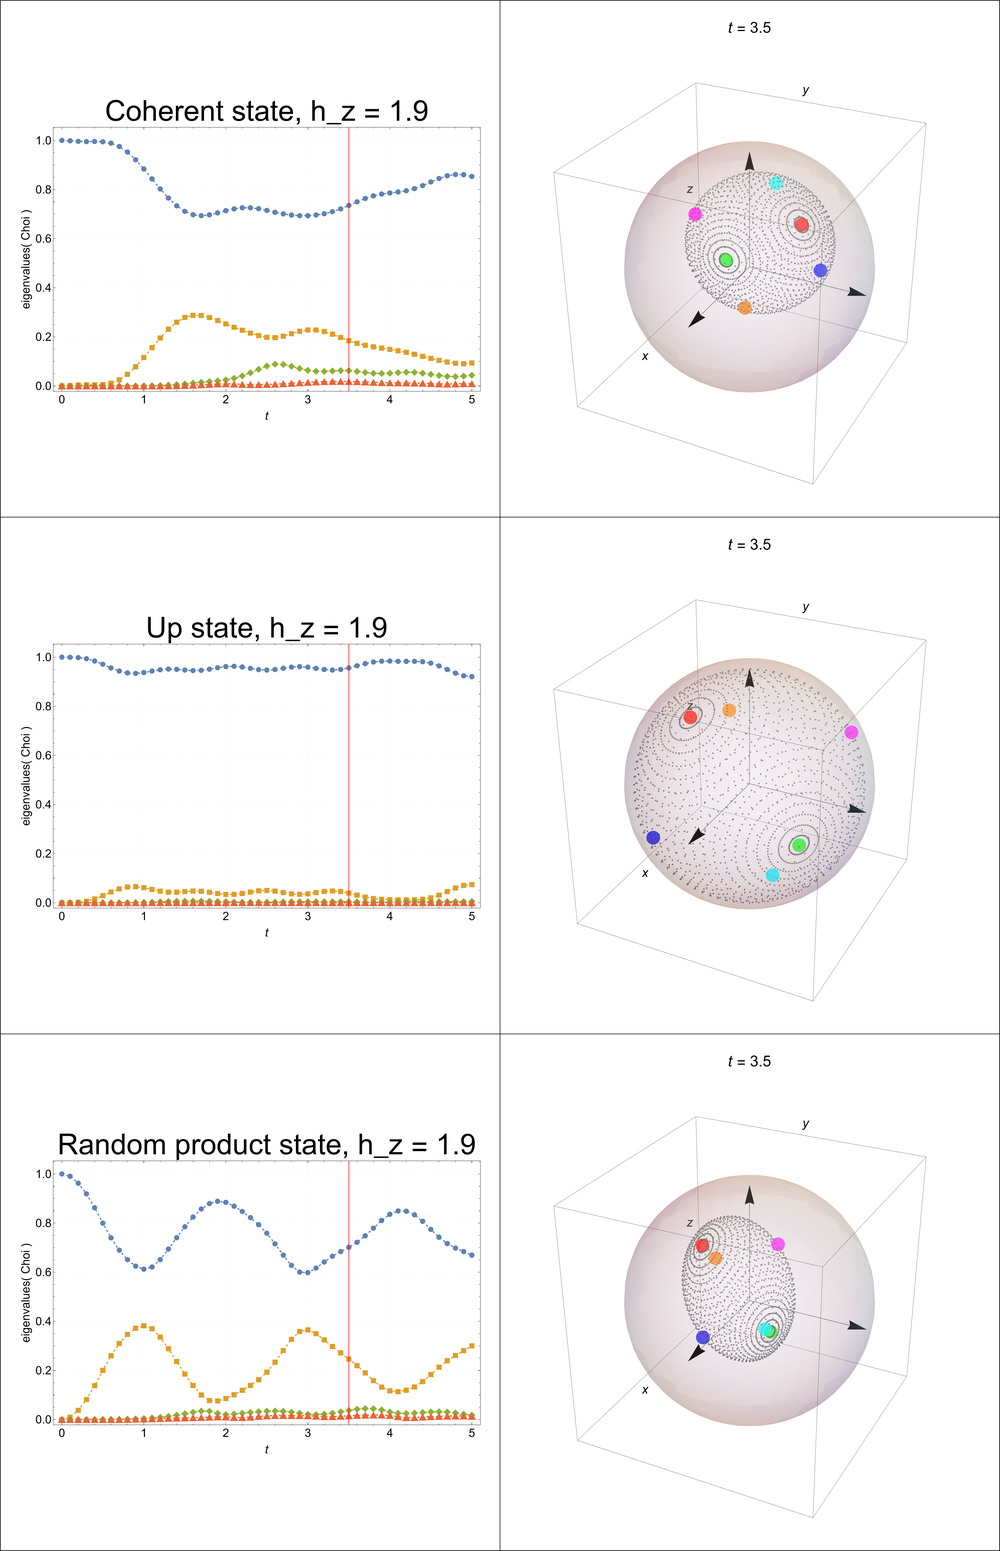 t = 3.5
Coherent state, h_z = 1.9
eigenvalues( Choi )
1.0
0.8
0.6
0.4
0.2
0.0
0 1 2 3 4 5
t
y
z
x
t = 3.5
Up state, h_z = 1.9
eigenvalues( Choi )
1.0
0.8
0.6
0.4
0.2
0.0
0 1 2 3 4 5
t
y
z
x
t = 3.5
Random product state, h_z = 1.9
eigenvalues( Choi )
1.0
0.8
0.6
0.4
0.2
0.0
0 1 2 3 4 5
t
y
z
x